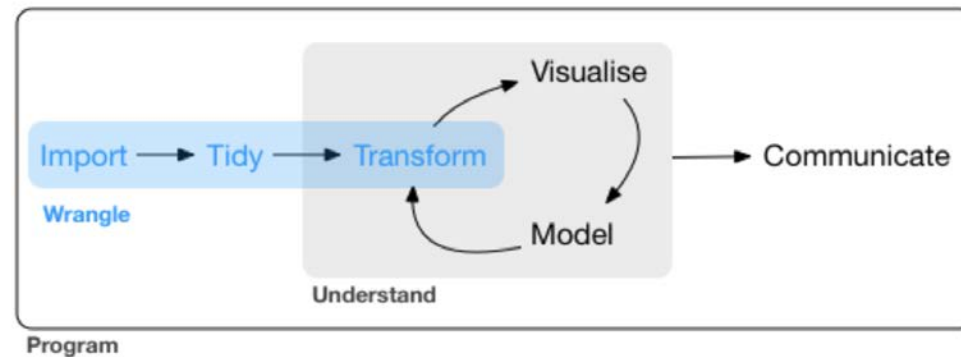 Visualise
Import
Tidy
Transform
Communicate
Wrangle
Model
Understand
Program